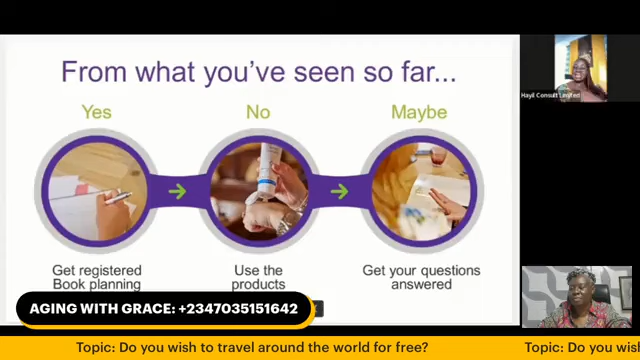 From what you've seen so far...
Yes
No
Maybe
Get registered
Book planning
Use the
products
Get your questions
answered
Hayil Consult Limited
AGING WITH GRACE: +2347035151642
Topic: Do you wish to travel around the world for free?
Topic: Do you wis